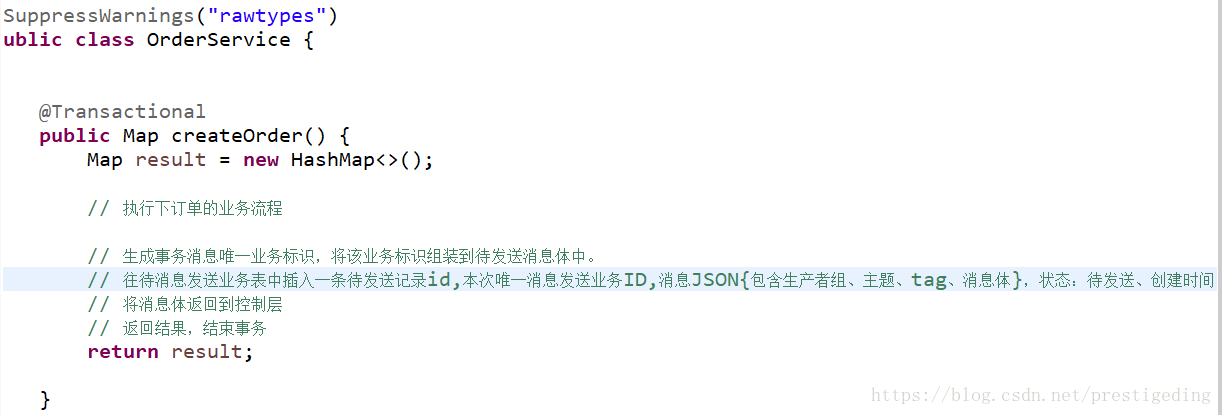 SuppressWarnings("rawtypes")
ublic class OrderService {
@Transactional
public Map createOrder() {
Map result = new HashMap<>();
// 执行下订单的业务流程
// 生成事务消息唯一业务标识，将该业务标识组装到待发送消息体中。
// 往待消息发送业务表中插入一条待发送记录id,本次唯一消息发送业务ID,消息JSON{包含生产者组、主题、tag、消息体}，状态：待发送、创建时间
// 将消息体返回到控制层
// 返回结果，结束事务
return result;
https://blog.csdn.net/prestigeding
}